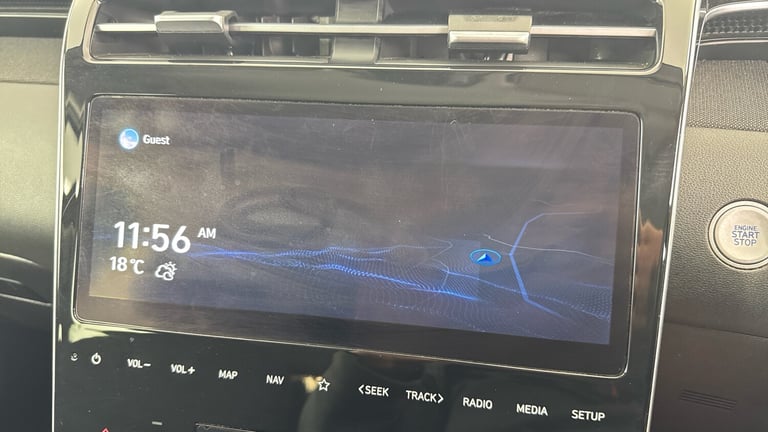 Guest
11:56 AM
18°C
ENGINE
START
STOP
VOL− VOL+ MAP NAV <SEEK TRACK> RADIO MEDIA SETUP